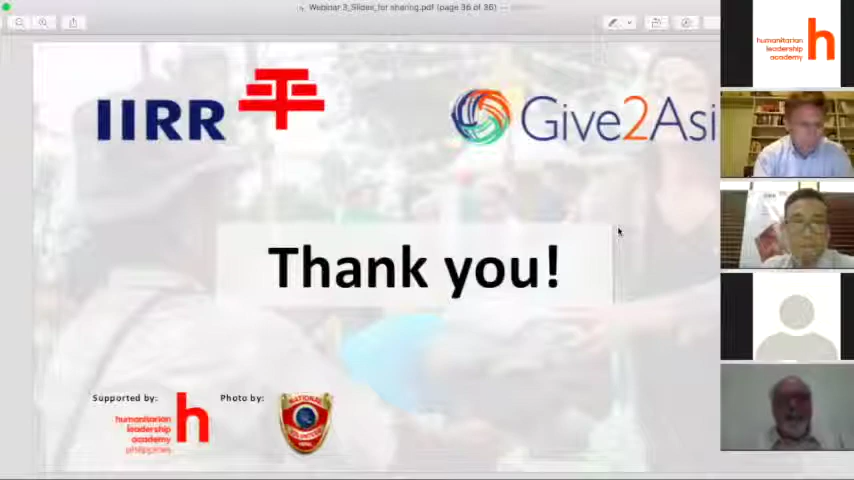 Webinar 3_Slides_for sharing.pdf (page 36 of 36)
IIRR
Give2Asi
Thank you!
Supported by:
humanitarian
leadership
academy
philippines
h
Photo by:
NATIONAL
humanitarian
leadership
academy
h